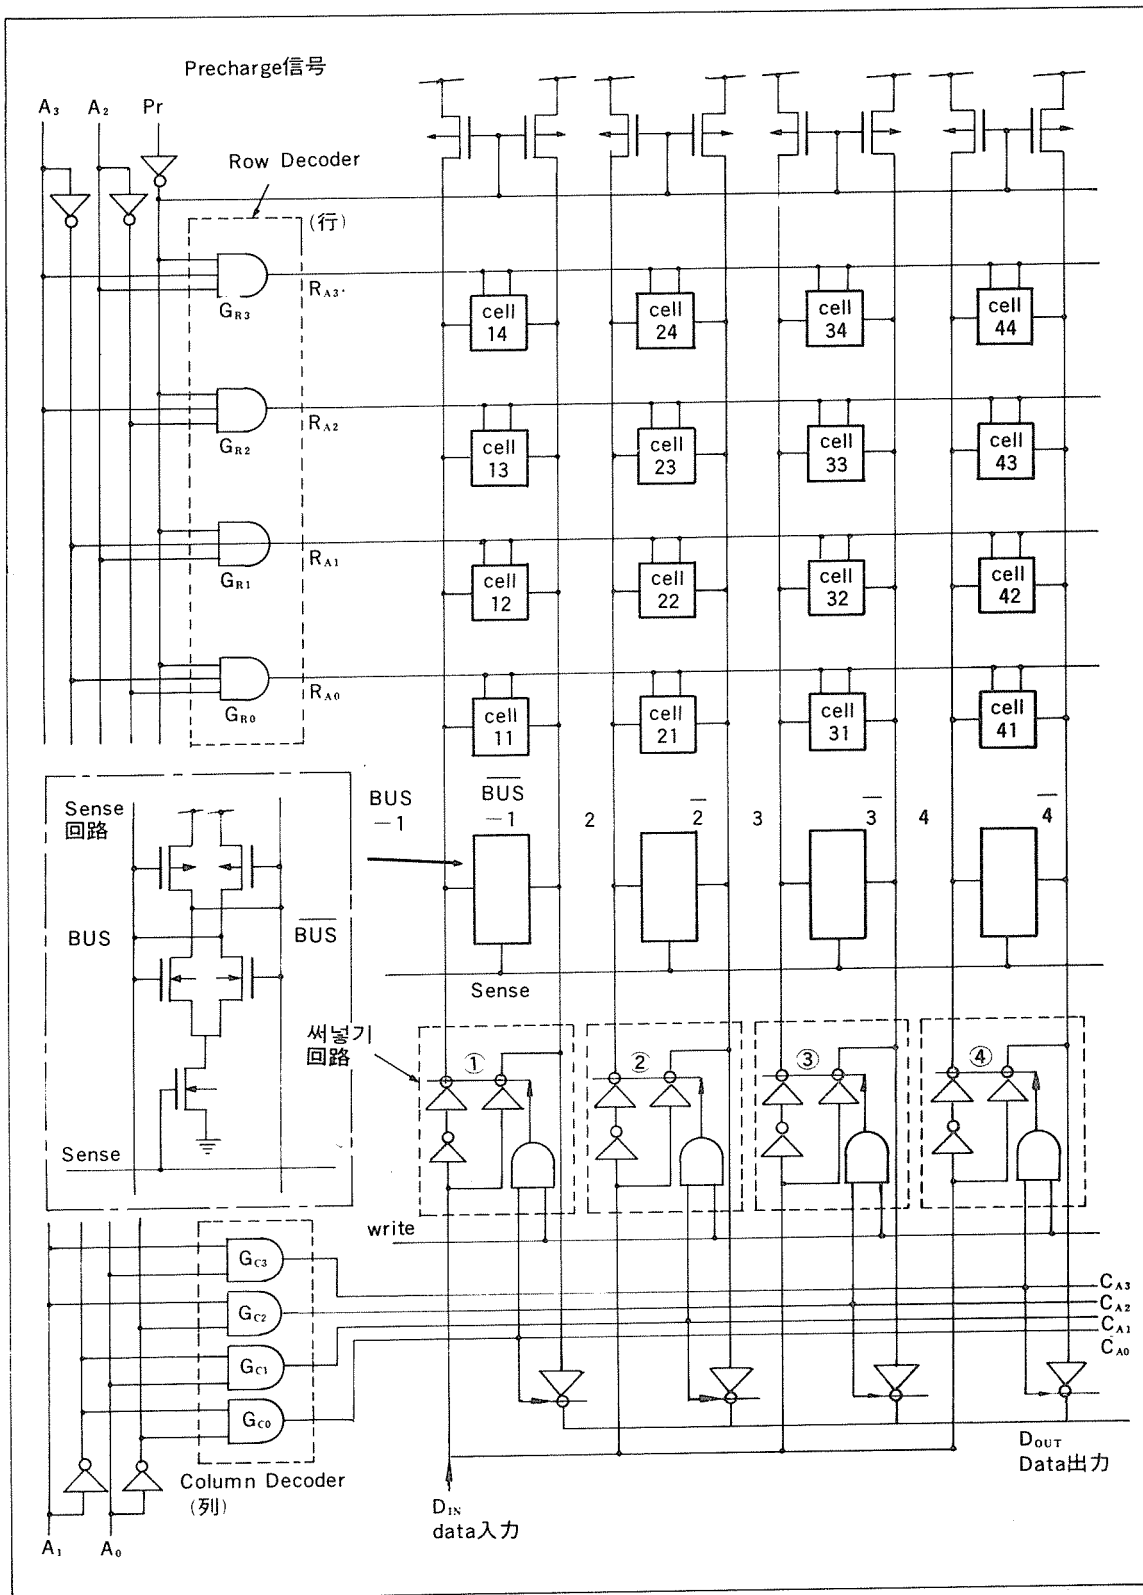 Precharge信号
A₃ A₂ Pr
Row Decoder
(行)
G_R3
R_A3
cell 14
cell 24
cell 34
cell 44
G_R2
R_A2
cell 13
cell 23
cell 33
cell 43
G_R1
R_A1
cell 12
cell 22
cell 32
cell 42
G_R0
R_A0
cell 11
cell 21
cell 31
cell 41
Sense
回路
BUS
B̅U̅S̅
Sense
BUS
−1
B̅U̅S̅
−1
2
2̅
3
3̅
4
4̅
Sense
써넣기
回路
① ② ③ ④
write
G_C3
G_C2
G_C1
G_C0
C_A3
C_A2
C_A1
C_A0
Column Decoder
(列)
A₁ A₀
D_IN
data入力
D_OUT
Data出力